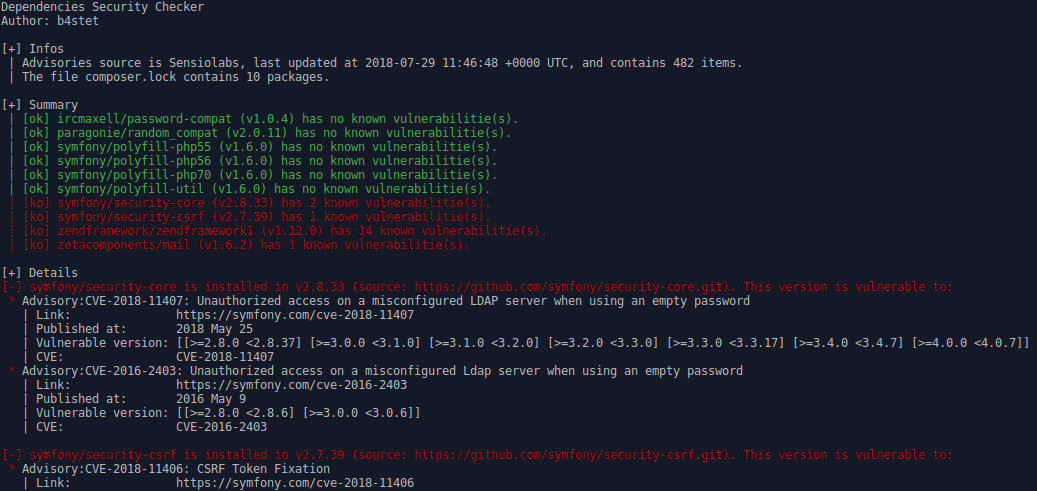 Dependencies Security Checker
Author: b4stet
[+] Infos
| Advisories source is Sensiolabs, last updated at 2018-07-29 11:46:48 +0000 UTC, and contains 482 items.
| The file composer.lock contains 10 packages.
[+] Summary
| [ok] ircmaxell/password-compat (v1.0.4) has no known vulnerabilitie(s).
| [ok] paragonie/random_compat (v2.0.11) has no known vulnerabilitie(s).
| [ok] symfony/polyfill-php55 (v1.6.0) has no known vulnerabilitie(s).
| [ok] symfony/polyfill-php56 (v1.6.0) has no known vulnerabilitie(s).
| [ok] symfony/polyfill-php70 (v1.6.0) has no known vulnerabilitie(s).
| [ok] symfony/polyfill-util (v1.6.0) has no known vulnerabilitie(s).
| [ko] symfony/security-core (v2.8.33) has 2 known vulnerabilitie(s).
| [ko] symfony/security-csrf (v2.7.39) has 1 known vulnerabilitie(s).
| [ko] zendframework/zendframework1 (v1.12.0) has 14 known vulnerabilitie(s).
| [ko] zetacomponents/mail (v1.6.2) has 1 known vulnerabilitie(s).
[+] Details
[-] symfony/security-core is installed in v2.8.33 (source: https://github.com/symfony/security-core.git). This version is vulnerable to:
* Advisory:CVE-2018-11407: Unauthorized access on a misconfigured LDAP server when using an empty password
| Link: https://symfony.com/cve-2018-11407
| Published at: 2018 May 25
| Vulnerable version: [[>=2.8.0 <2.8.37] [>=3.0.0 <3.1.0] [>=3.1.0 <3.2.0] [>=3.2.0 <3.3.0] [>=3.3.0 <3.3.17] [>=3.4.0 <3.4.7] [>=4.0.0 <4.0.7]]
| CVE: CVE-2018-11407
* Advisory:CVE-2016-2403: Unauthorized access on a misconfigured Ldap server when using an empty password
| Link: https://symfony.com/cve-2016-2403
| Published at: 2016 May 9
| Vulnerable version: [[>=2.8.0 <2.8.6] [>=3.0.0 <3.0.6]]
| CVE: CVE-2016-2403
[-] symfony/security-csrf is installed in v2.7.39 (source: https://github.com/symfony/security-csrf.git). This version is vulnerable to:
* Advisory:CVE-2018-11406: CSRF Token Fixation
| Link: https://symfony.com/cve-2018-11406